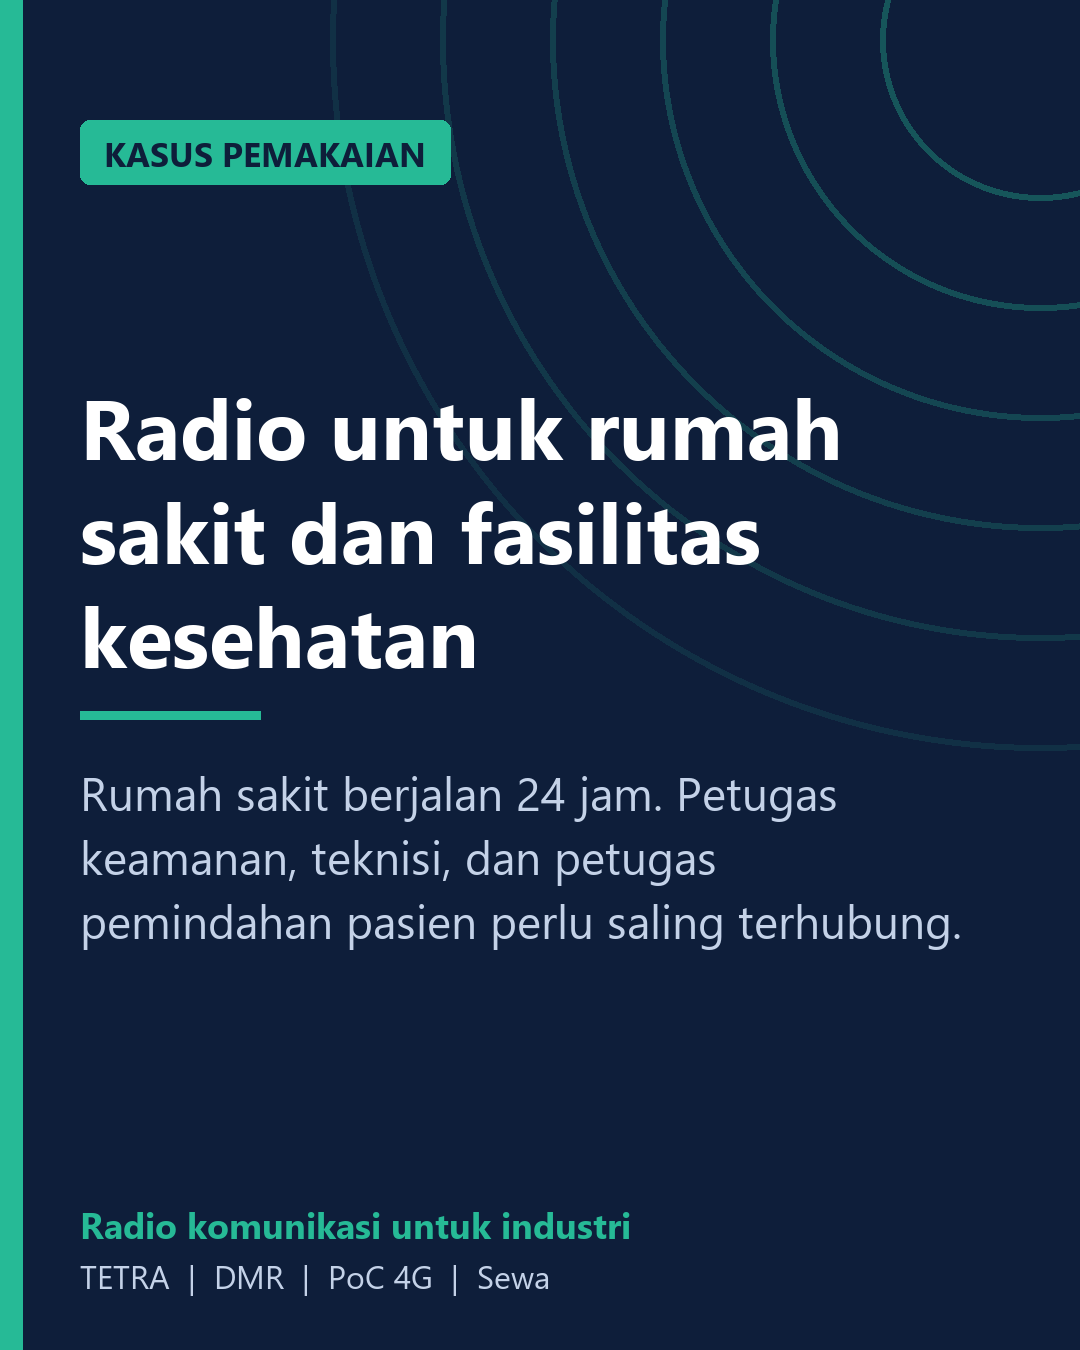 KASUS PEMAKAIAN
Radio untuk rumah
sakit dan fasilitas
kesehatan
Rumah sakit berjalan 24 jam. Petugas
keamanan, teknisi, dan petugas
pemindahan pasien perlu saling terhubung.
Radio komunikasi untuk industri
TETRA | DMR | PoC 4G | Sewa